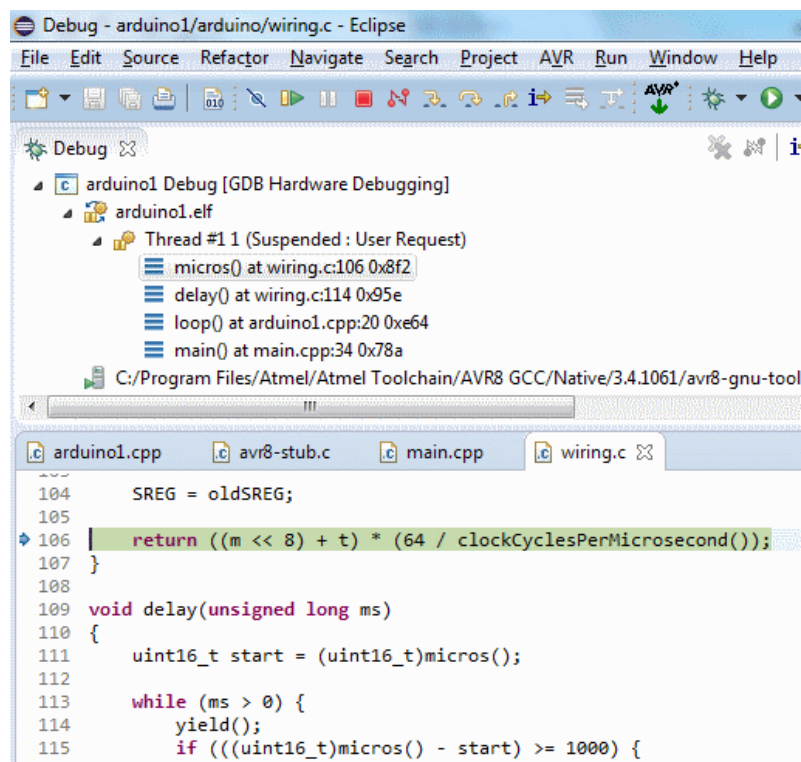 Debug - arduino1/arduino/wiring.c - Eclipse
File Edit Source Refactor Navigate Search Project AVR Run Window Help
010 i AVR
Debug i
c arduino1 Debug [GDB Hardware Debugging]
arduino1.elf
Thread #1 1 (Suspended : User Request)
micros() at wiring.c:106 0x8f2
delay() at wiring.c:114 0x95e
loop() at arduino1.cpp:20 0xe64
main() at main.cpp:34 0x78a
C:/Program Files/Atmel/Atmel Toolchain/AVR8 GCC/Native/3.4.1061/avr8-gnu-tool
.c arduino1.cpp .c avr8-stub.c .c main.cpp .c wiring.c
104 SREG = oldSREG;
105
106 return ((m << 8) + t) * (64 / clockCyclesPerMicrosecond());
107 }
108
109 void delay(unsigned long ms)
110 {
111 uint16_t start = (uint16_t)micros();
112
113 while (ms > 0) {
114 yield();
115 if (((uint16_t)micros() - start) >= 1000) {